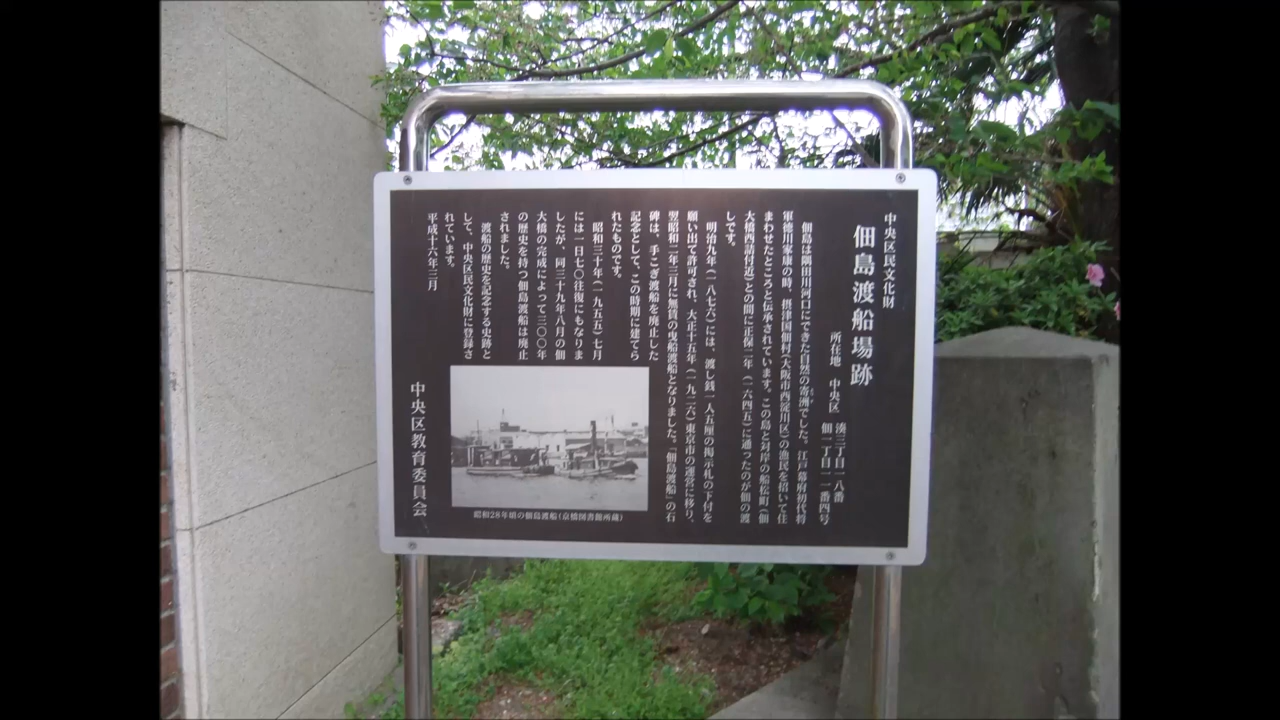 中央区民文化財
佃島渡船場跡
所在地 中央区 湊三丁目一八番
佃一丁目一一番四号
佃島は隅田川河口にできた自然の寄洲でした。江戸幕府初代将
軍徳川家康の時、摂津国佃村(大阪市西淀川区)の漁民を招いて住
まわせたところと伝承されています。この島と対岸の船松町(佃
大橋西詰付近)との間に正保二年(一六四五)に通ったのが佃の渡
しです。
明治九年(一八七六)には、渡し銭一人五厘の掲示札の下付を
願い出て許可され、大正十五年(一九二六)東京市の運営に移り、
翌昭和二年三月に無賃の曳船渡船となりました。「佃島渡船」の石
碑は、手こぎ渡船を廃止した
記念として、この時期に建てら
れたものです。
昭和三十年(一九五五)七月
には一日七〇往復にもなりま
したが、同三十九年八月の佃
大橋の完成によって三〇〇年
の歴史を持つ佃島渡船は廃止
されました。
渡船の歴史を記念する史跡と
して、中央区民文化財に登録さ
れています。
平成十六年三月
中央区教育委員会
昭和28年頃の佃島渡船(京橋図書館所蔵)